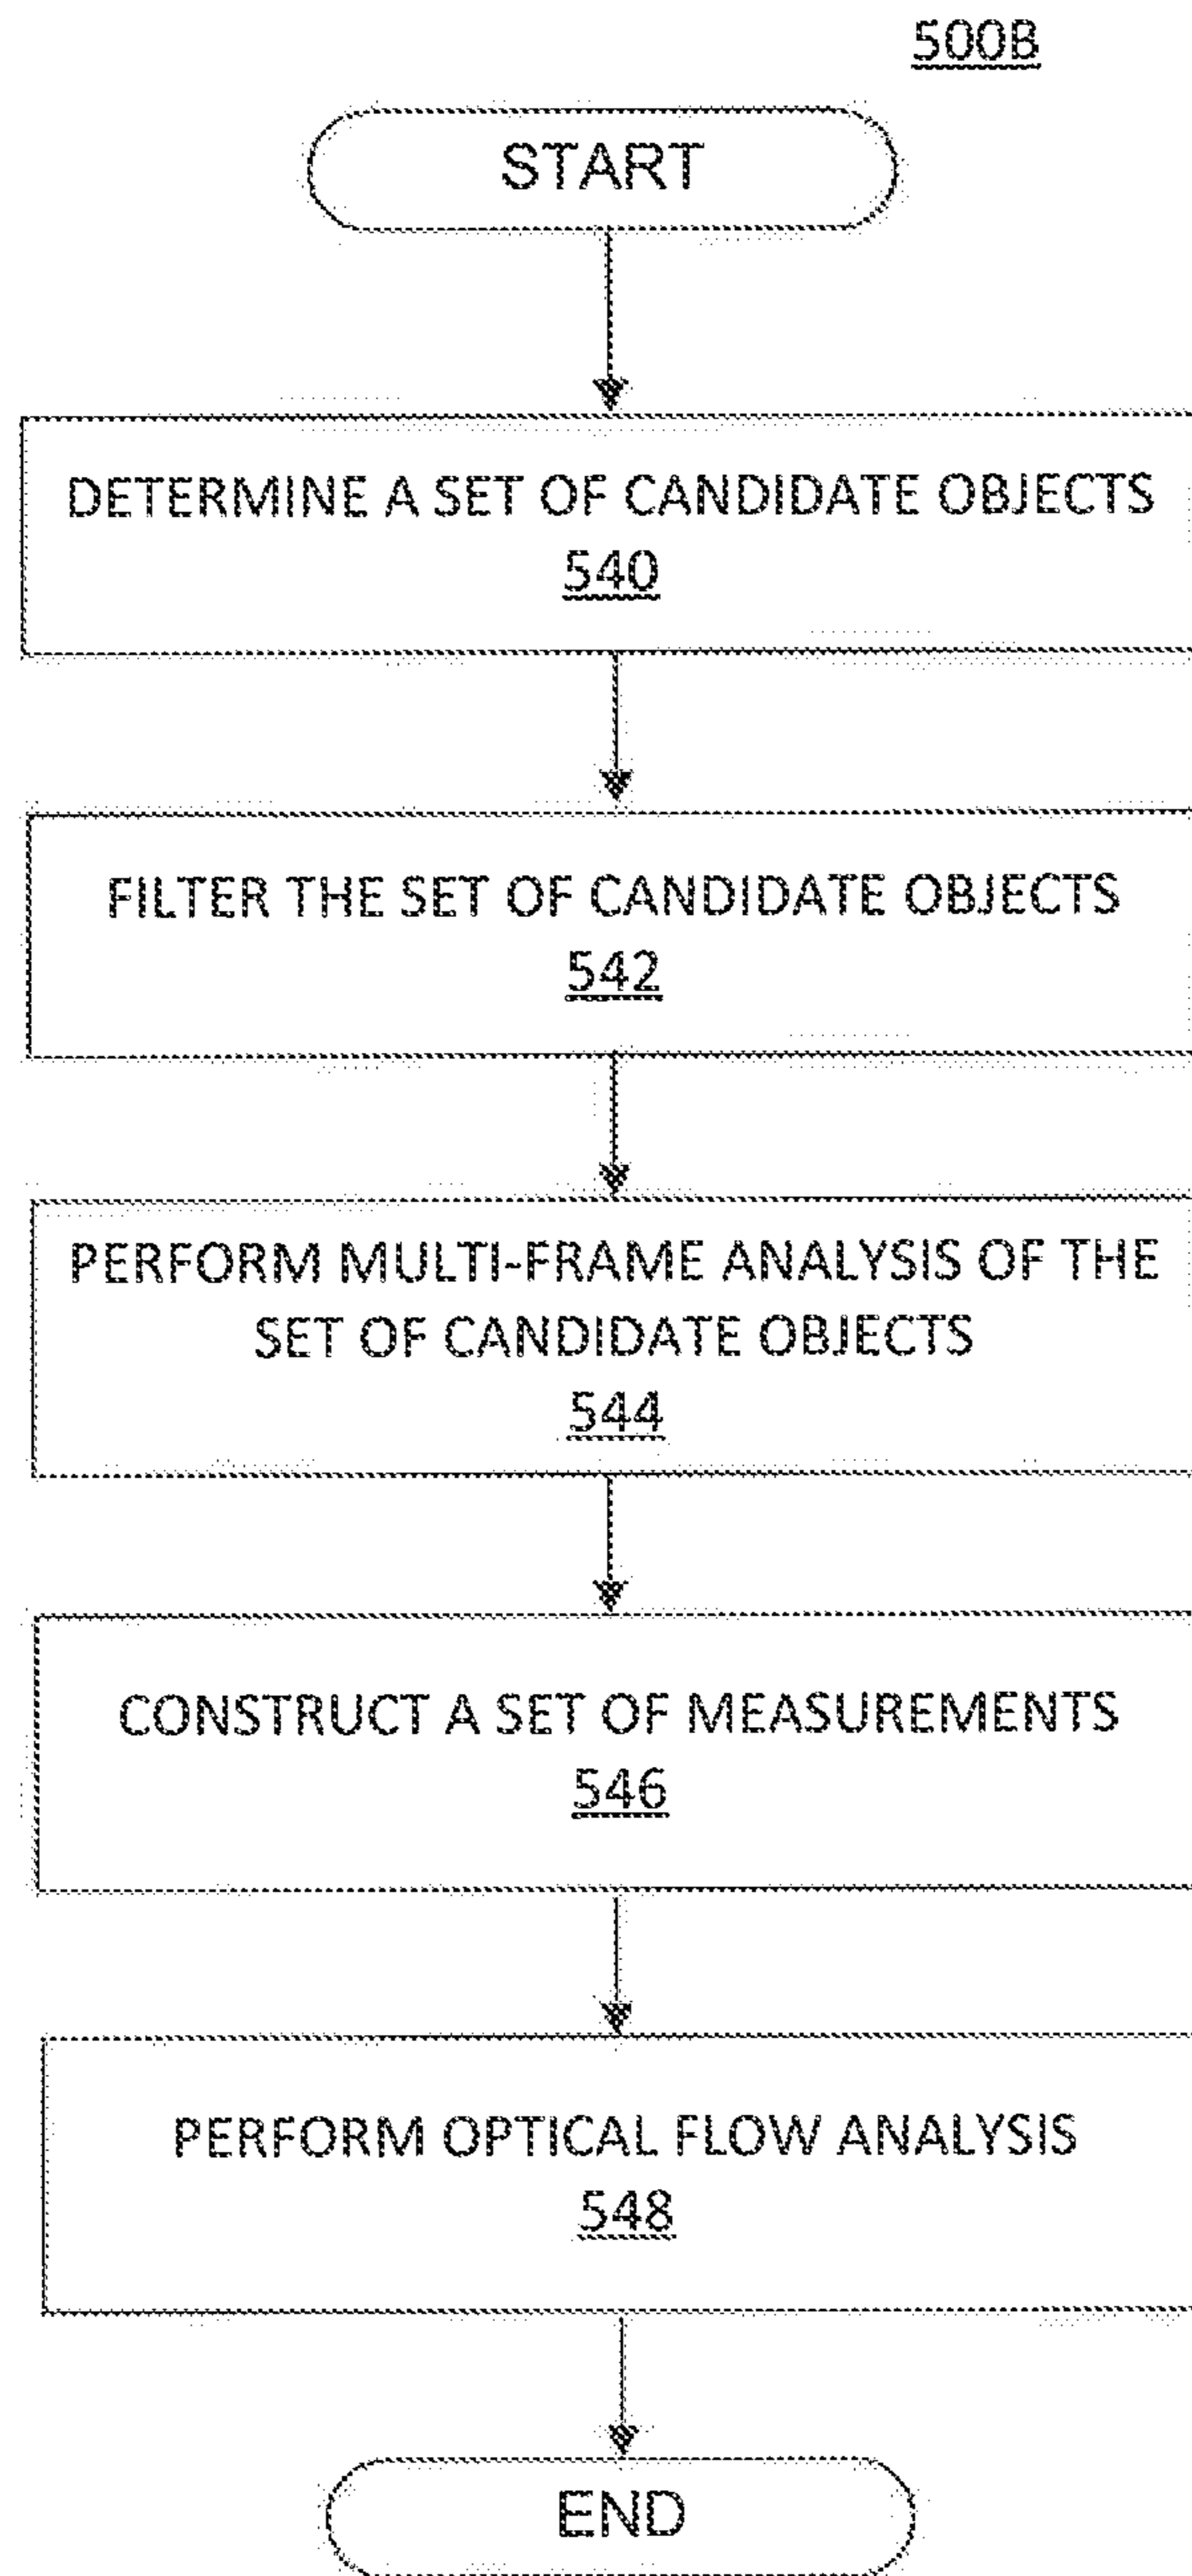 500B
START
DETERMINE A SET OF CANDIDATE OBJECTS
540
FILTER THE SET OF CANDIDATE OBJECTS
542
PERFORM MULTI-FRAME ANALYSIS OF THE
SET OF CANDIDATE OBJECTS
544
CONSTRUCT A SET OF MEASUREMENTS
546
PERFORM OPTICAL FLOW ANALYSIS
548
END